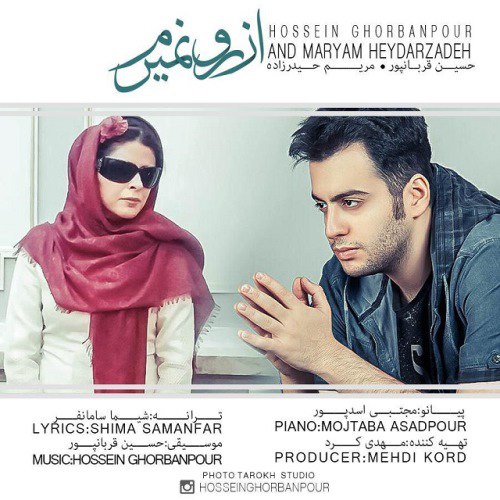 از رو نمیرم
HOSSEIN GHORBANPOUR
AND MARYAM HEYDARZADEH
حسین قربانپور • مریم حیدرزاده
ترانه:شیما سامانفر
LYRICS:SHIMA SAMANFAR
موسیقی:حسین قربانپور
MUSIC:HOSSEIN GHORBANPOUR
پیانو:مجتبی اسدپور
PIANO:MOJTABA ASADPOUR
تهیه کننده:مهدی کرد
PRODUCER:MEHDI KORD
PHOTO TAROKH STUDIO
HOSSEINGHORBANPOUR